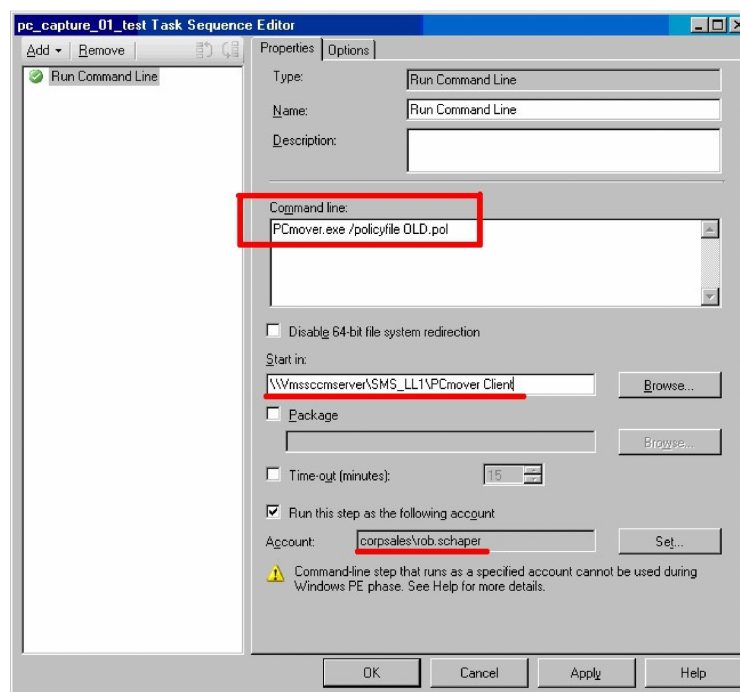 pc_capture_01_test Task Sequence Editor
Add Remove
Properties Options
Run Command Line
Type: Run Command Line
Name: Run Command Line
Description:
Command line:
PCmover.exe /policyfile OLD.pol
Disable 64-bit file system redirection
Start in:
\\Vmssccmserver\SMS_LL1\PCmover Client
Browse...
Package
Browse...
Time-out (minutes): 15
Run this step as the following account
Account: corpsales\rob.schaper Set...
Command-line step that runs as a specified account cannot be used during
Windows PE phase. See Help for more details.
OK Cancel Apply Help